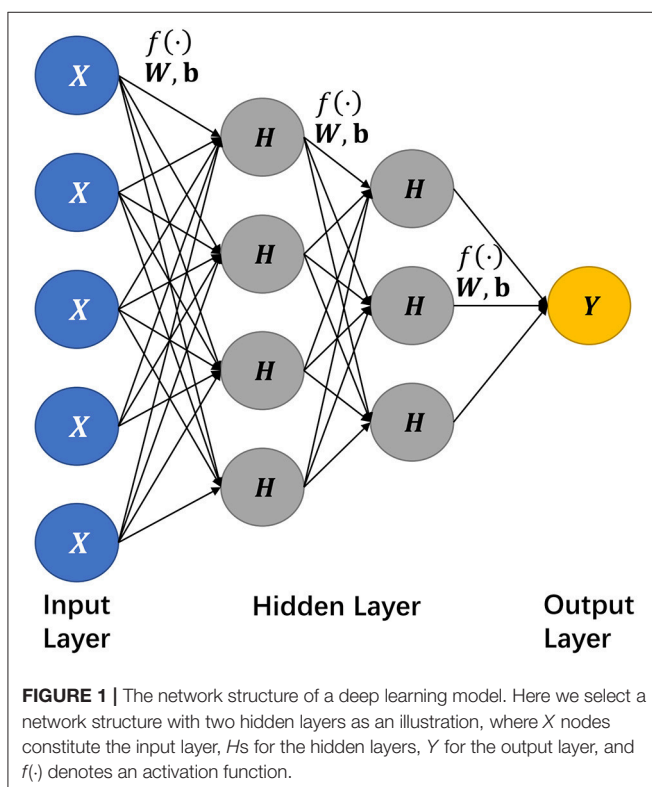 f(·)
W, b
f(·)
W, b
f(·)
W, b
X
X
X
X
X
H
H
H
H
H
H
H
Y
Input
Layer
Hidden Layer
Output
Layer
FIGURE 1 | The network structure of a deep learning model. Here we select a
network structure with two hidden layers as an illustration, where X nodes
constitute the input layer, Hs for the hidden layers, Y for the output layer, and
f(·) denotes an activation function.